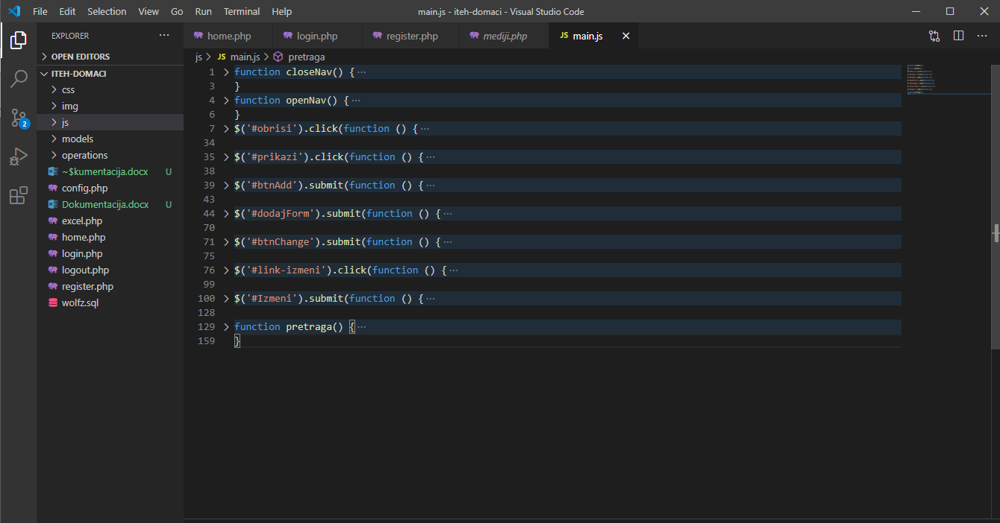 File Edit Selection View Go Run Terminal Help main.js - iteh-domaci - Visual Studio Code
EXPLORER ···
OPEN EDITORS
ITEH-DOMACI
css
img
js
models
operations
~$kumentacija.docx U
config.php
Dokumentacija.docx U
excel.php
home.php
login.php
logout.php
register.php
wolfz.sql
2
home.php login.php register.php mediji.php JS main.js
js > JS main.js > pretraga
1 function closeNav() {···
3 }
4 function openNav() {···
6 }
7 $('#obrisi').click(function () {···
34
35 $('#prikazi').click(function () {···
38
39 $('#btnAdd').submit(function () {···
43
44 $('#dodajForm').submit(function () {···
70
71 $('#btnChange').submit(function () {···
75
76 $('#link-izmeni').click(function () {···
99
100 $('#Izmeni').submit(function () {···
128
129 function pretraga() {···
159 }